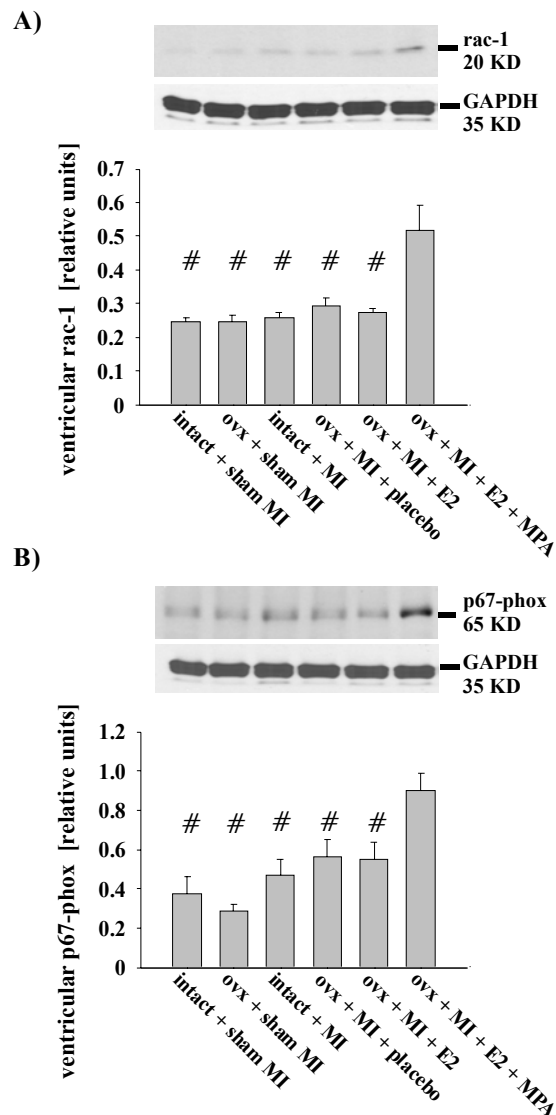 A)
rac-1
20 KD
GAPDH
35 KD
ventricular rac-1 [relative units]
0.7
0.6
0.5
0.4
0.3
0.2
0.1
0
# # # # #
intact + sham MI
ovx + sham MI
intact + MI
ovx + MI + placebo
ovx + MI + E2
ovx + MI + E2 + MPA
B)
p67-phox
65 KD
GAPDH
35 KD
ventricular p67-phox [relative units]
1.2
1.0
0.8
0.6
0.4
0.2
0
# # # # #
intact + sham MI
ovx + sham MI
intact + MI
ovx + MI + placebo
ovx + MI + E2
ovx + MI + E2 + MPA